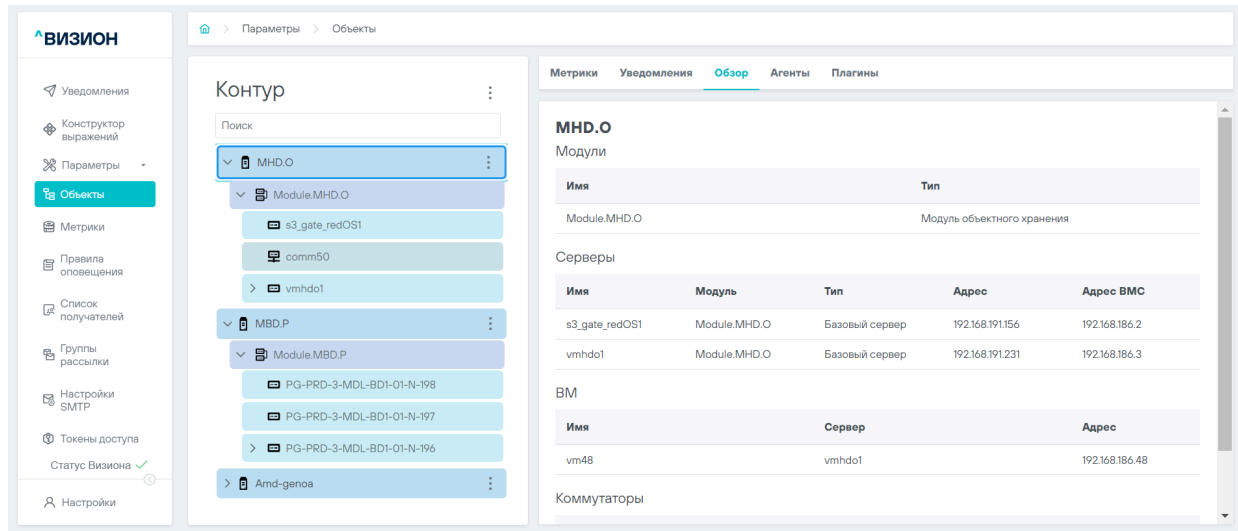 ^ВИЗИОН
Уведомления
Конструктор
выражений
Параметры
Объекты
Метрики
Правила
оповещения
Список
получателей
Группы
рассылки
Настройки
SMTP
Токены доступа
Статус Визиона
Настройки
Параметры > Объекты
Контур
Поиск
MHD.O
Module.MHD.O
s3_gate_redOS1
comm50
vmhdo1
MBD.P
Module.MBD.P
PG-PRD-3-MDL-BD1-01-N-198
PG-PRD-3-MDL-BD1-01-N-197
PG-PRD-3-MDL-BD1-01-N-196
Amd-genoa
Метрики Уведомления Обзор Агенты Плагины
MHD.O
Модули
Имя Тип
Module.MHD.O Модуль объектного хранения
Серверы
Имя Модуль Тип Адрес Адрес BMC
s3_gate_redOS1 Module.MHD.O Базовый сервер 192.168.191.156 192.168.186.2
vmhdo1 Module.MHD.O Базовый сервер 192.168.191.231 192.168.186.3
ВМ
Имя Сервер Адрес
vm48 vmhdo1 192.168.186.48
Коммутаторы